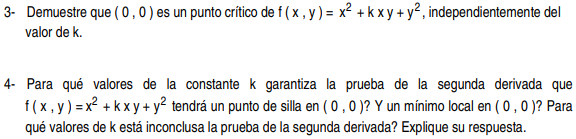 3- Demuestre que ( 0 , 0 ) es un punto crítico de f ( x , y ) = x² + k x y + y², independientemente del
valor de k.
4- Para qué valores de la constante k garantiza la prueba de la segunda derivada que
f ( x , y ) = x² + k x y + y² tendrá un punto de silla en ( 0 , 0 )? Y un mínimo local en ( 0 , 0 )? Para
qué valores de k está inconclusa la prueba de la segunda derivada? Explique su respuesta.